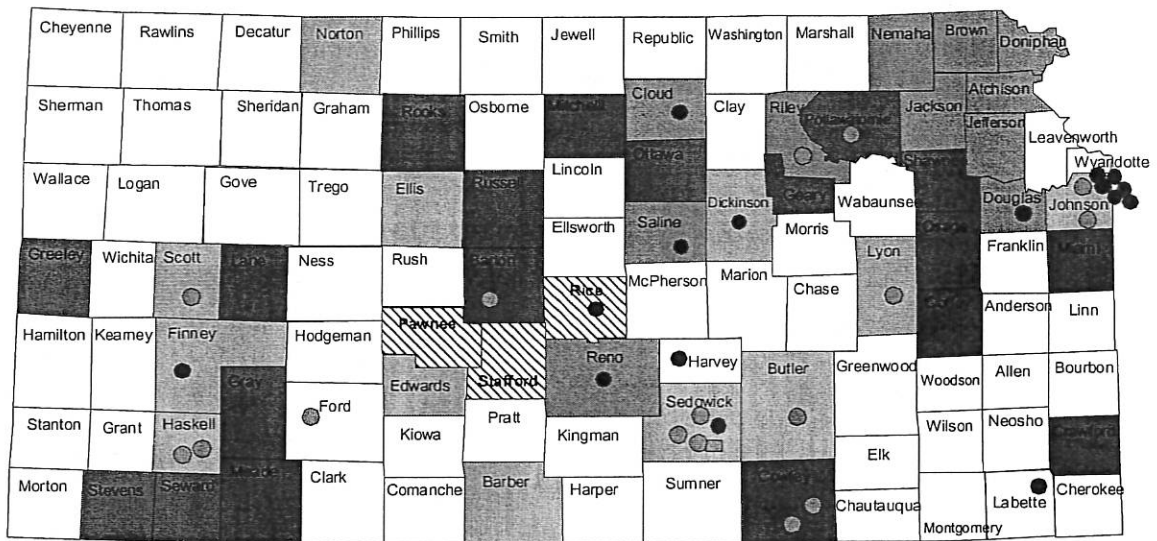 Cheyenne Rawlins Decatur Norton Phillips Smith Jewell Republic Washington Marshall Nemaha Brown Doniphan
Sherman Thomas Sheridan Graham Rooks Osborne Mitchell Cloud Clay Riley Pottawatomie Jackson Atchison
Jefferson Leavenworth
Wyandotte
Wallace Logan Gove Trego Ellis Russell Lincoln Ottawa Dickinson Geary Wabaunsee Shawnee Douglas Johnson
Ellsworth Saline Morris Osage
Greeley Wichita Scott Lane Ness Rush Barton McPherson Marion Chase Lyon Franklin Miami
Rice Coffey Anderson Linn
Hamilton Kearney Finney Hodgeman Pawnee
Stafford Reno Harvey Butler Greenwood Woodson Allen Bourbon
Gray Ford Edwards Pratt Sedgwick
Stanton Grant Haskell Kiowa Kingman Elk Wilson Neosho Crawford
Morton Stevens Seward Meade Clark Comanche Barber Harper Sumner Cowley Chautauqua Montgomery Labette Cherokee